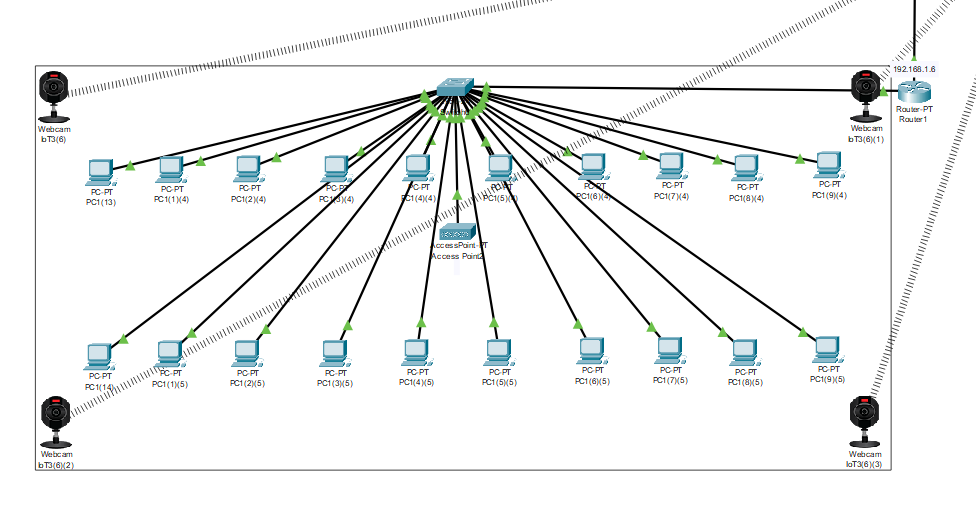 192.168.1.6
Router-PT
Router1
Webcam
IoT3(6)
Webcam
IoT3(6)(1)
PC-PT
PC1(13)
PC-PT
PC1(1)(4)
PC-PT
PC1(2)(4)
PC-PT
PC1(3)(4)
PC-PT
PC1(4)(4)
PC-PT
PC-PT
PC1(6)(4)
PC-PT
PC1(7)(4)
PC-PT
PC1(8)(4)
PC-PT
PC1(9)(4)
AccessPoint-PT
Access Point2
PC-PT
PC1(14)
PC-PT
PC1(1)(5)
PC-PT
PC1(2)(5)
PC-PT
PC1(3)(5)
PC-PT
PC1(4)(5)
PC-PT
PC1(5)(5)
PC-PT
PC1(6)(5)
PC-PT
PC1(7)(5)
PC-PT
PC1(8)(5)
PC-PT
PC1(9)(5)
Webcam
IoT3(6)(2)
Webcam
IoT3(6)(3)